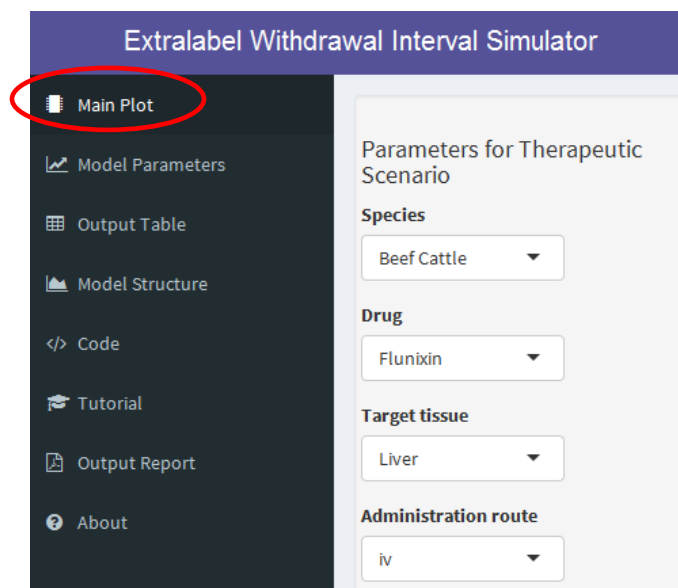 Extralabel Withdrawal Interval Simulator
Main Plot
Model Parameters
Output Table
Model Structure
</> Code
Tutorial
Output Report
About
Parameters for Therapeutic
Scenario
Species
Beef Cattle
Drug
Flunixin
Target tissue
Liver
Administration route
iv